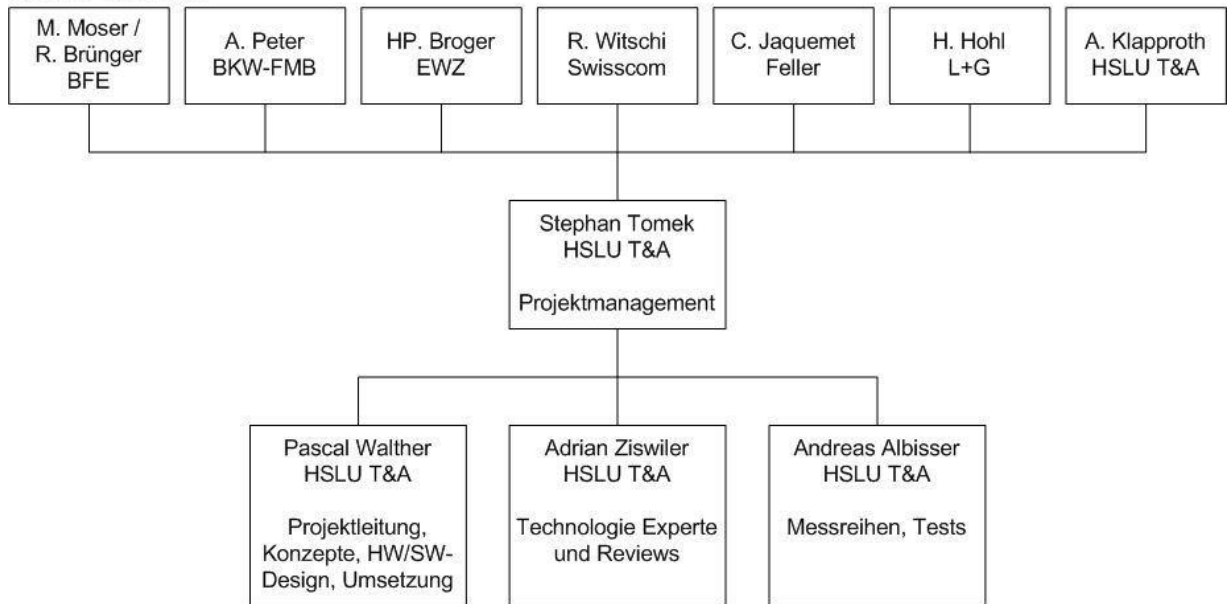 M. Moser /
R. Brünger
BFE
A. Peter
BKW-FMB
HP. Broger
EWZ
R. Witschi
Swisscom
C. Jaquemet
Feller
H. Hohl
L+G
A. Klapproth
HSLU T&A
Stephan Tomek
HSLU T&A
Projektmanagement
Pascal Walther
HSLU T&A
Projektleitung,
Konzepte, HW/SW-
Design, Umsetzung
Adrian Ziswiler
HSLU T&A
Technologie Experte
und Reviews
Andreas Albisser
HSLU T&A
Messreihen, Tests